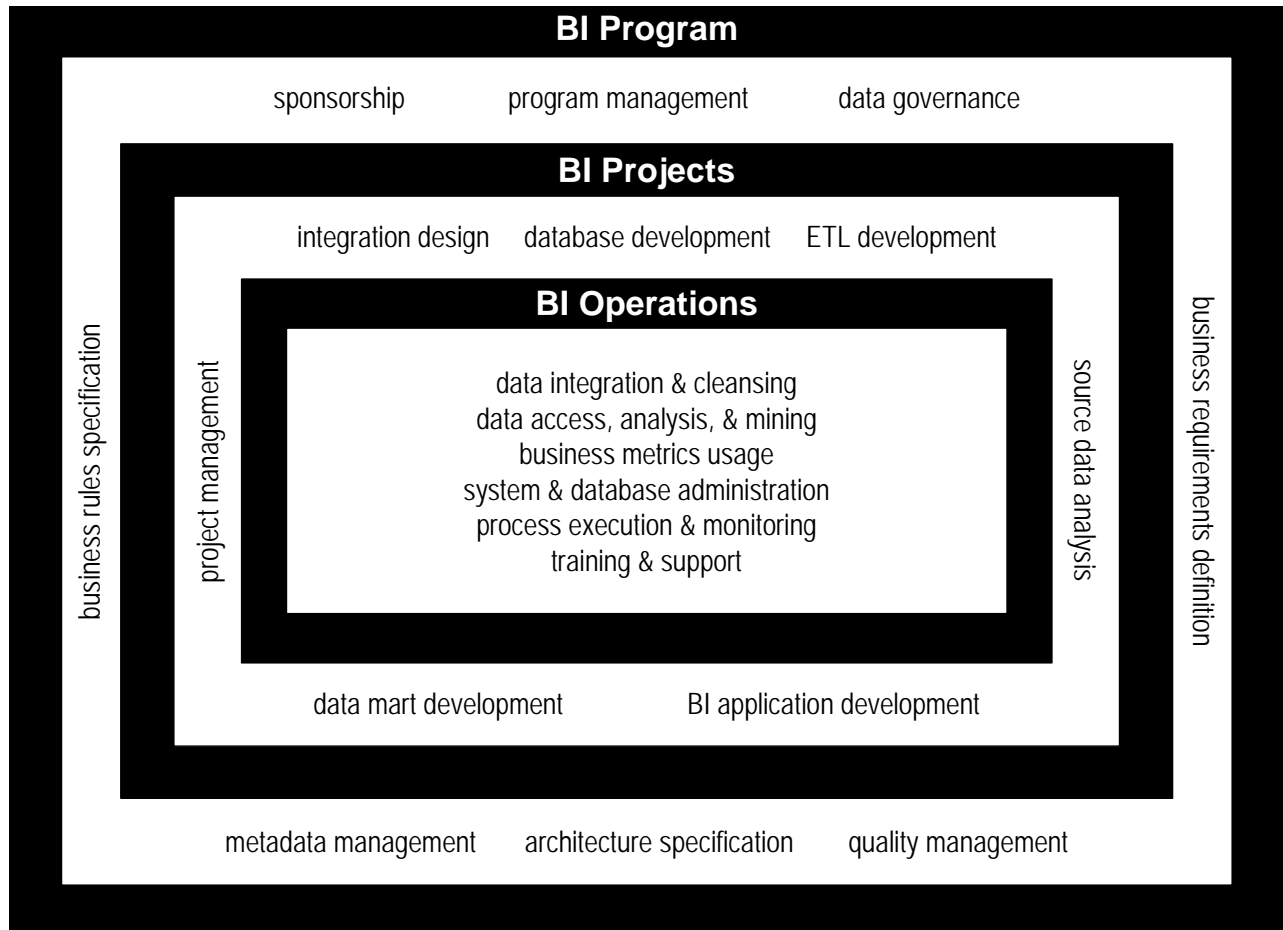 BI Program
sponsorship program management data governance
BI Projects
integration design database development ETL development
BI Operations
business rules specification
project management
data integration & cleansing
data access, analysis, & mining
business metrics usage
system & database administration
process execution & monitoring
training & support
source data analysis
business requirements definition
data mart development BI application development
metadata management architecture specification quality management